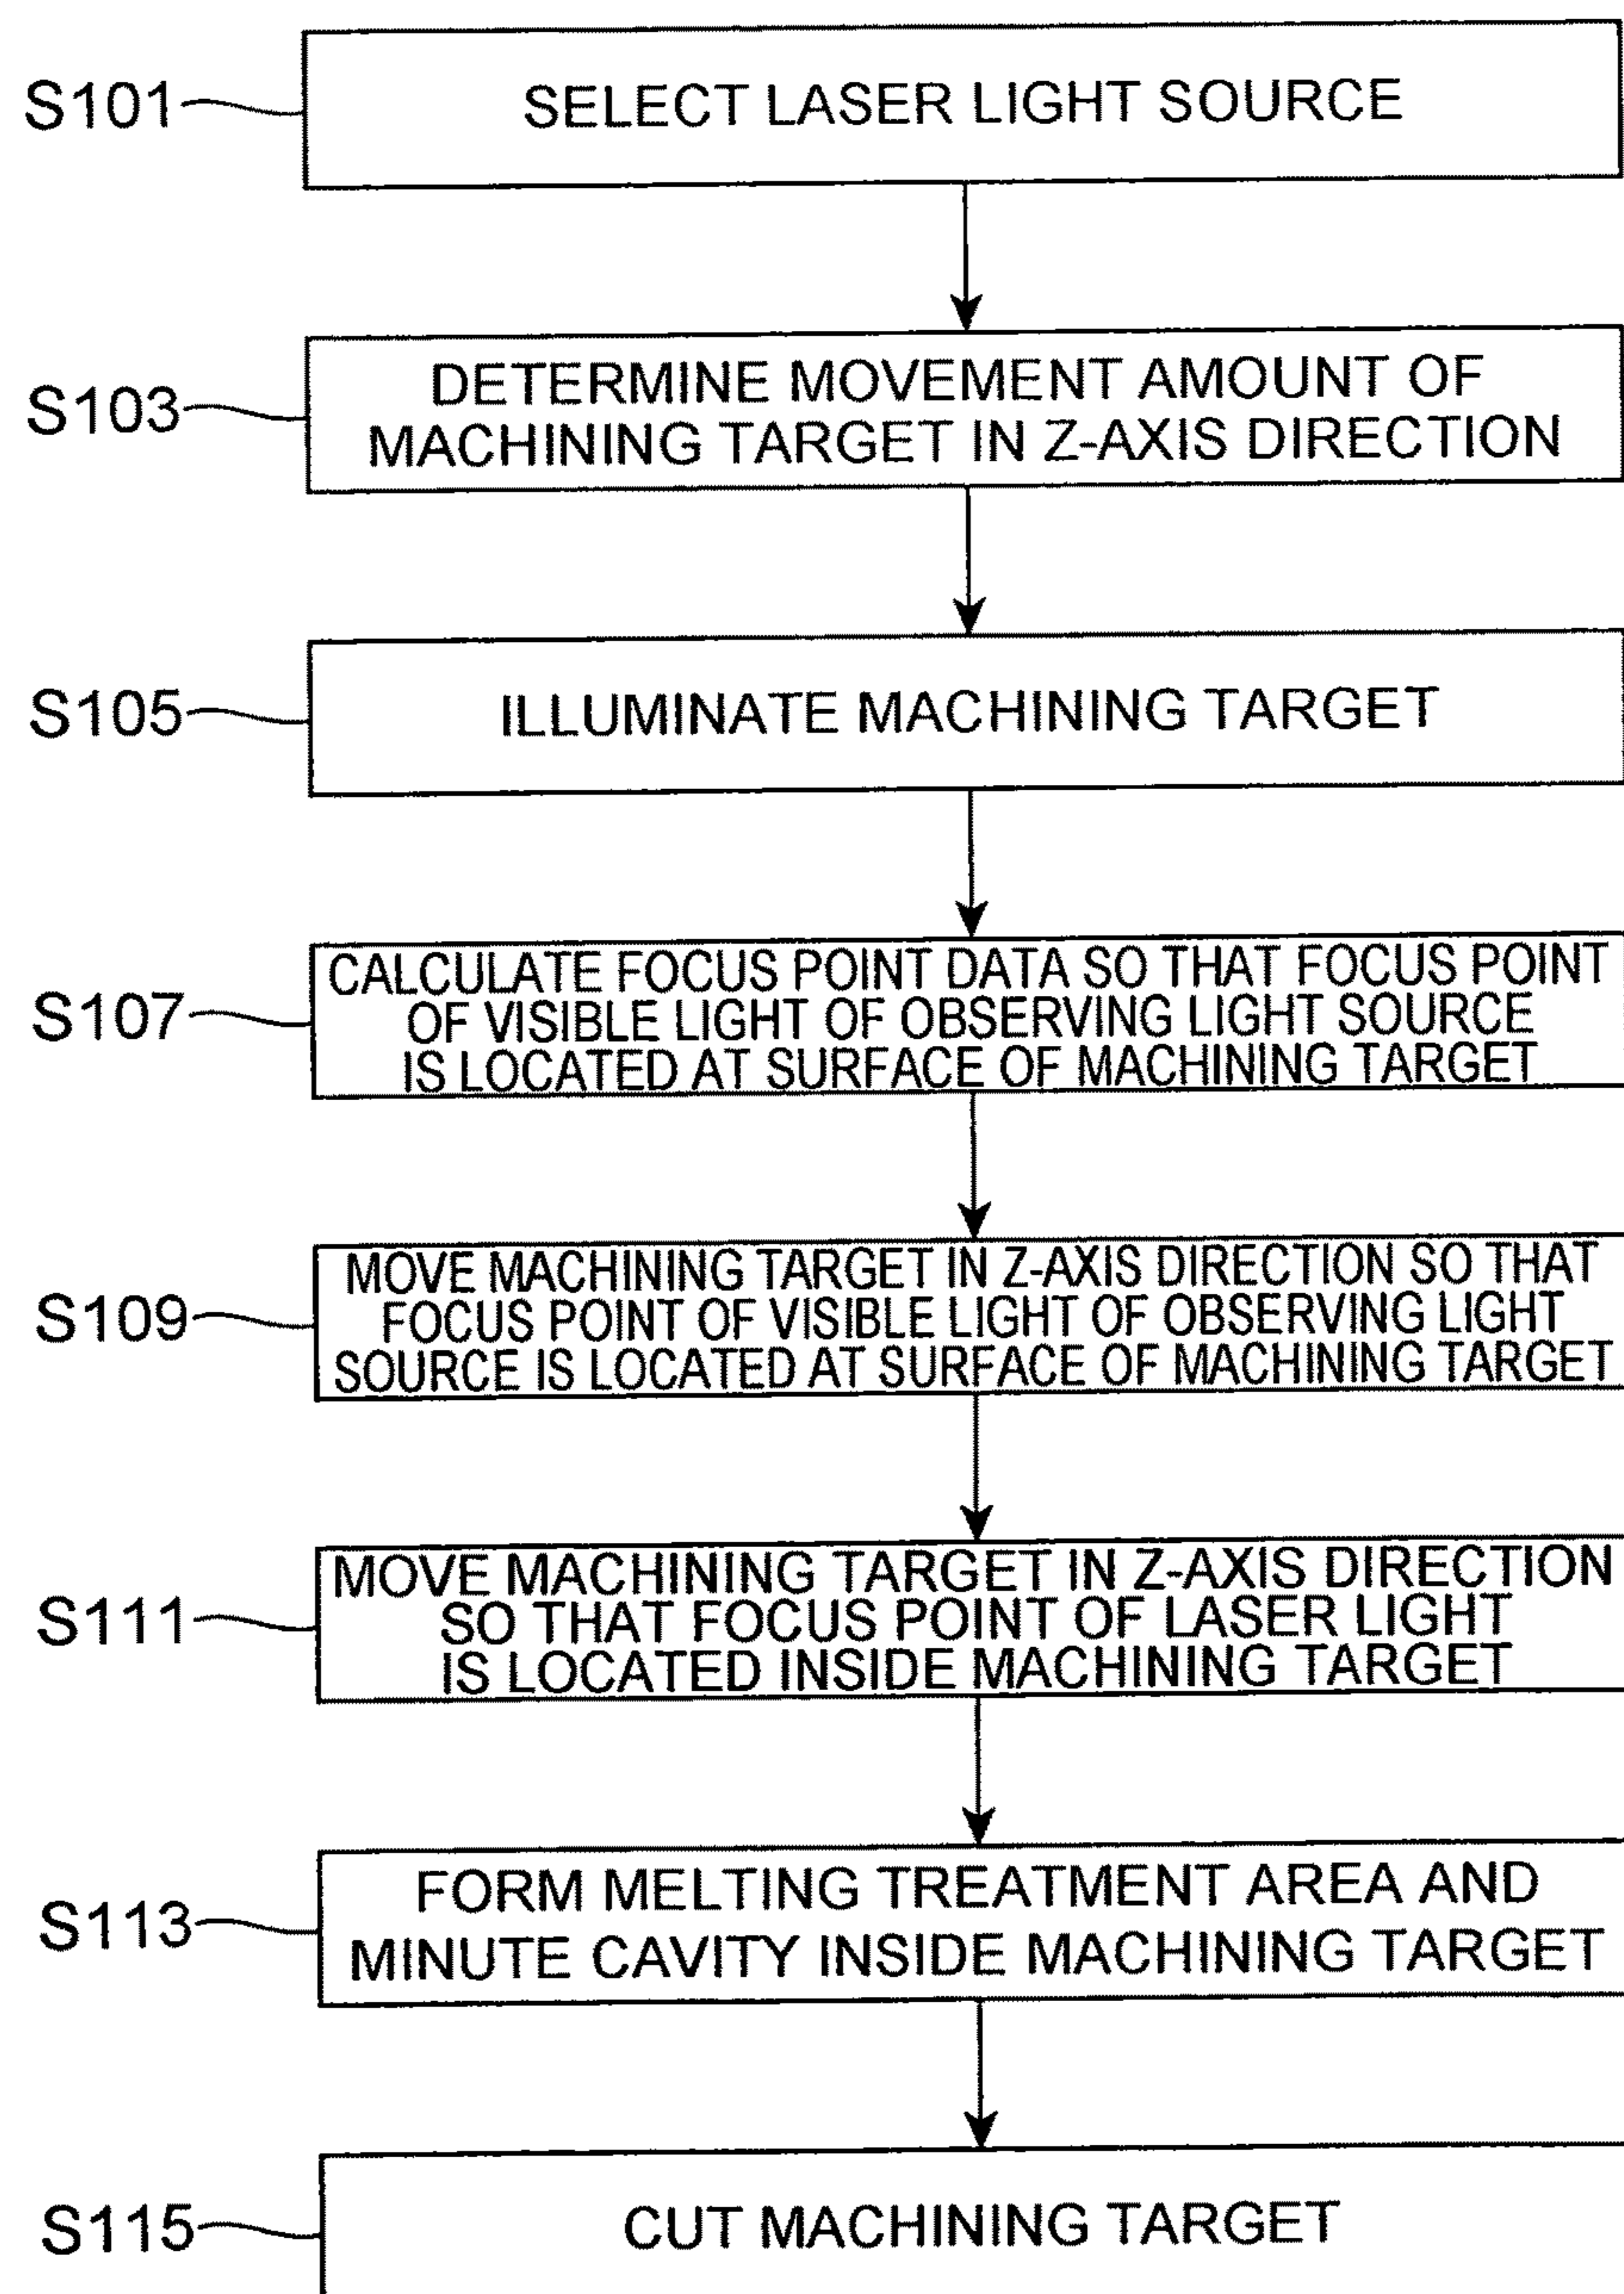 S101
SELECT LASER LIGHT SOURCE
S103
DETERMINE MOVEMENT AMOUNT OF
MACHINING TARGET IN Z-AXIS DIRECTION
S105
ILLUMINATE MACHINING TARGET
S107
CALCULATE FOCUS POINT DATA SO THAT FOCUS POINT
OF VISIBLE LIGHT OF OBSERVING LIGHT SOURCE
IS LOCATED AT SURFACE OF MACHINING TARGET
S109
MOVE MACHINING TARGET IN Z-AXIS DIRECTION SO THAT
FOCUS POINT OF VISIBLE LIGHT OF OBSERVING LIGHT
SOURCE IS LOCATED AT SURFACE OF MACHINING TARGET
S111
MOVE MACHINING TARGET IN Z-AXIS DIRECTION
SO THAT FOCUS POINT OF LASER LIGHT
IS LOCATED INSIDE MACHINING TARGET
S113
FORM MELTING TREATMENT AREA AND
MINUTE CAVITY INSIDE MACHINING TARGET
S115
CUT MACHINING TARGET